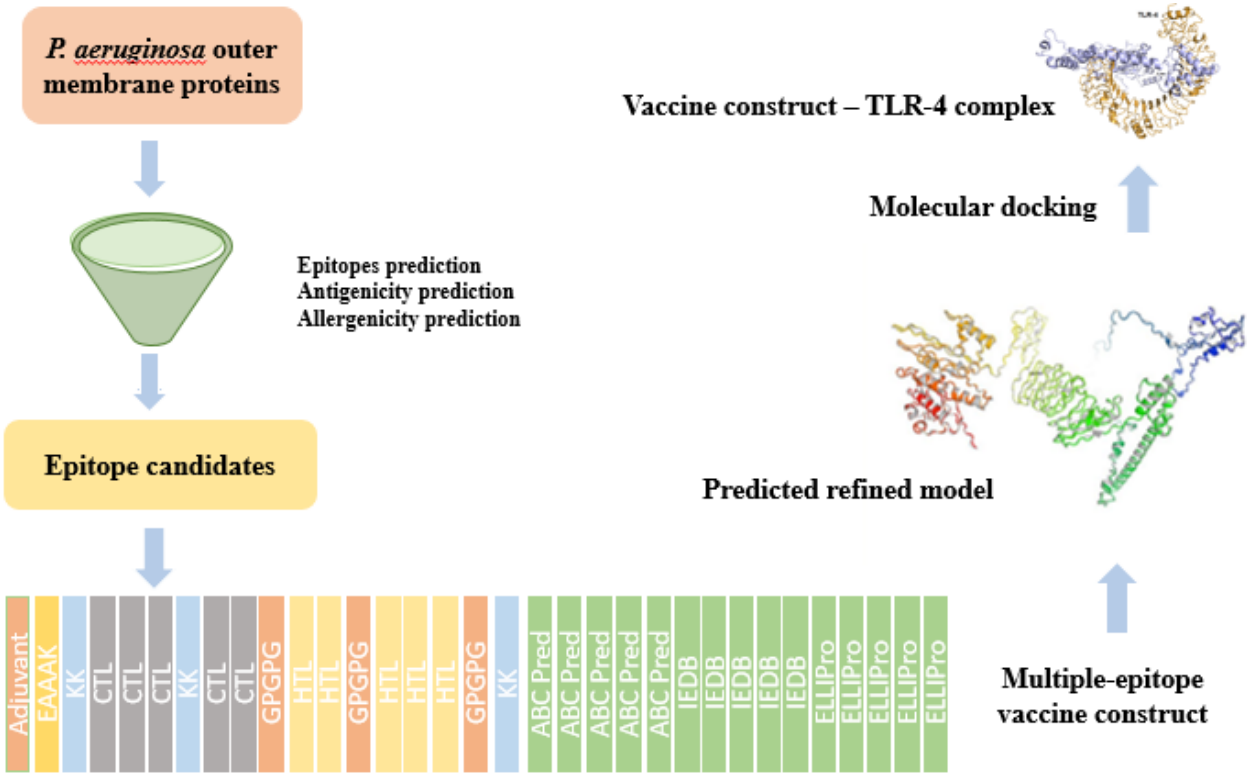 P. aeruginosa outer
membrane proteins
Epitopes prediction
Antigenicity prediction
Allergenicity prediction
Epitope candidates
Adjuvant
EAAAK
KK
CTL
CTL
CTL
KK
CTL
CTL
GPGPG
HTL
HTL
GPGPG
HTL
HTL
HTL
GPGPG
KK
ABC Pred
ABC Pred
ABC Pred
ABC Pred
ABC Pred
IEDB
IEDB
IEDB
IEDB
IEDB
ELLIPro
ELLIPro
ELLIPro
ELLIPro
ELLIPro
Multiple-epitope
vaccine construct
Predicted refined model
Molecular docking
Vaccine construct – TLR-4 complex
TLR-4